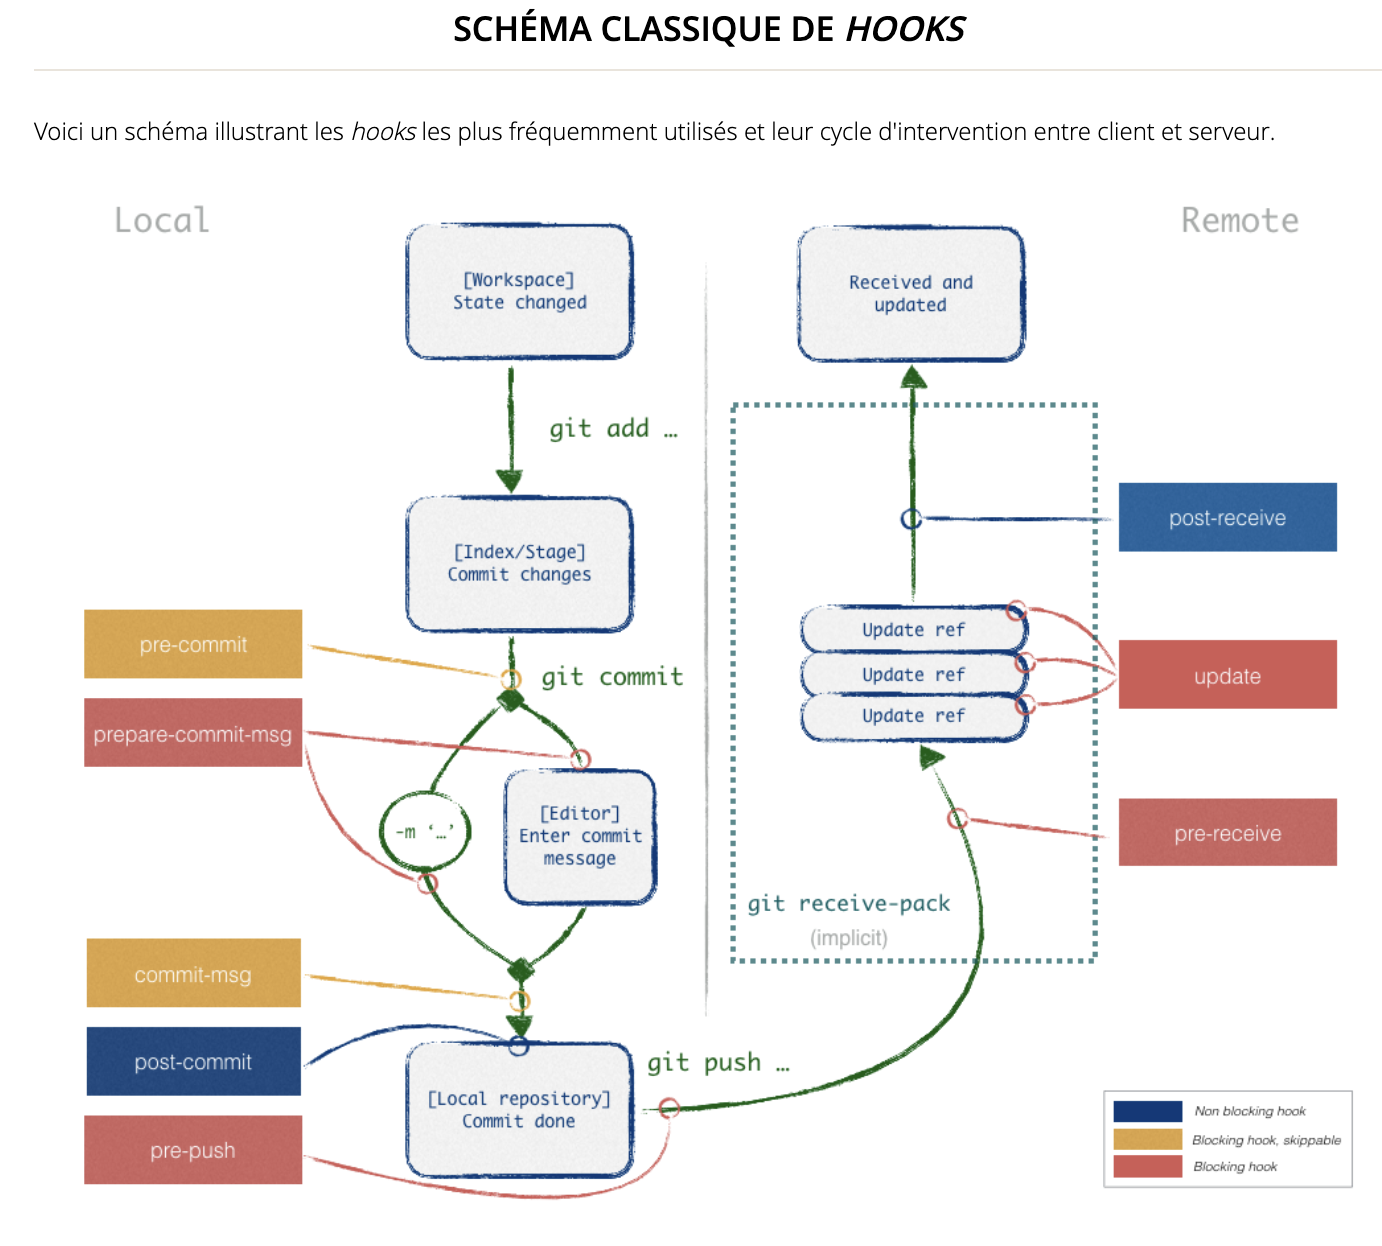 SCHÉMA CLASSIQUE DE HOOKS
Voici un schéma illustrant les hooks les plus fréquemment utilisés et leur cycle d'intervention entre client et serveur.
Local
Remote
[Workspace]
State changed
Received and
updated
git add …
[Index/Stage]
Commit changes
post-receive
pre-commit
git commit
prepare-commit-msg
Update ref
Update ref
Update ref
update
-m ‘…’
[Editor]
Enter commit
message
pre-receive
git receive-pack
(implicit)
commit-msg
post-commit
git push …
[Local repository]
Commit done
pre-push
Non blocking hook
Blocking hook, skippable
Blocking hook